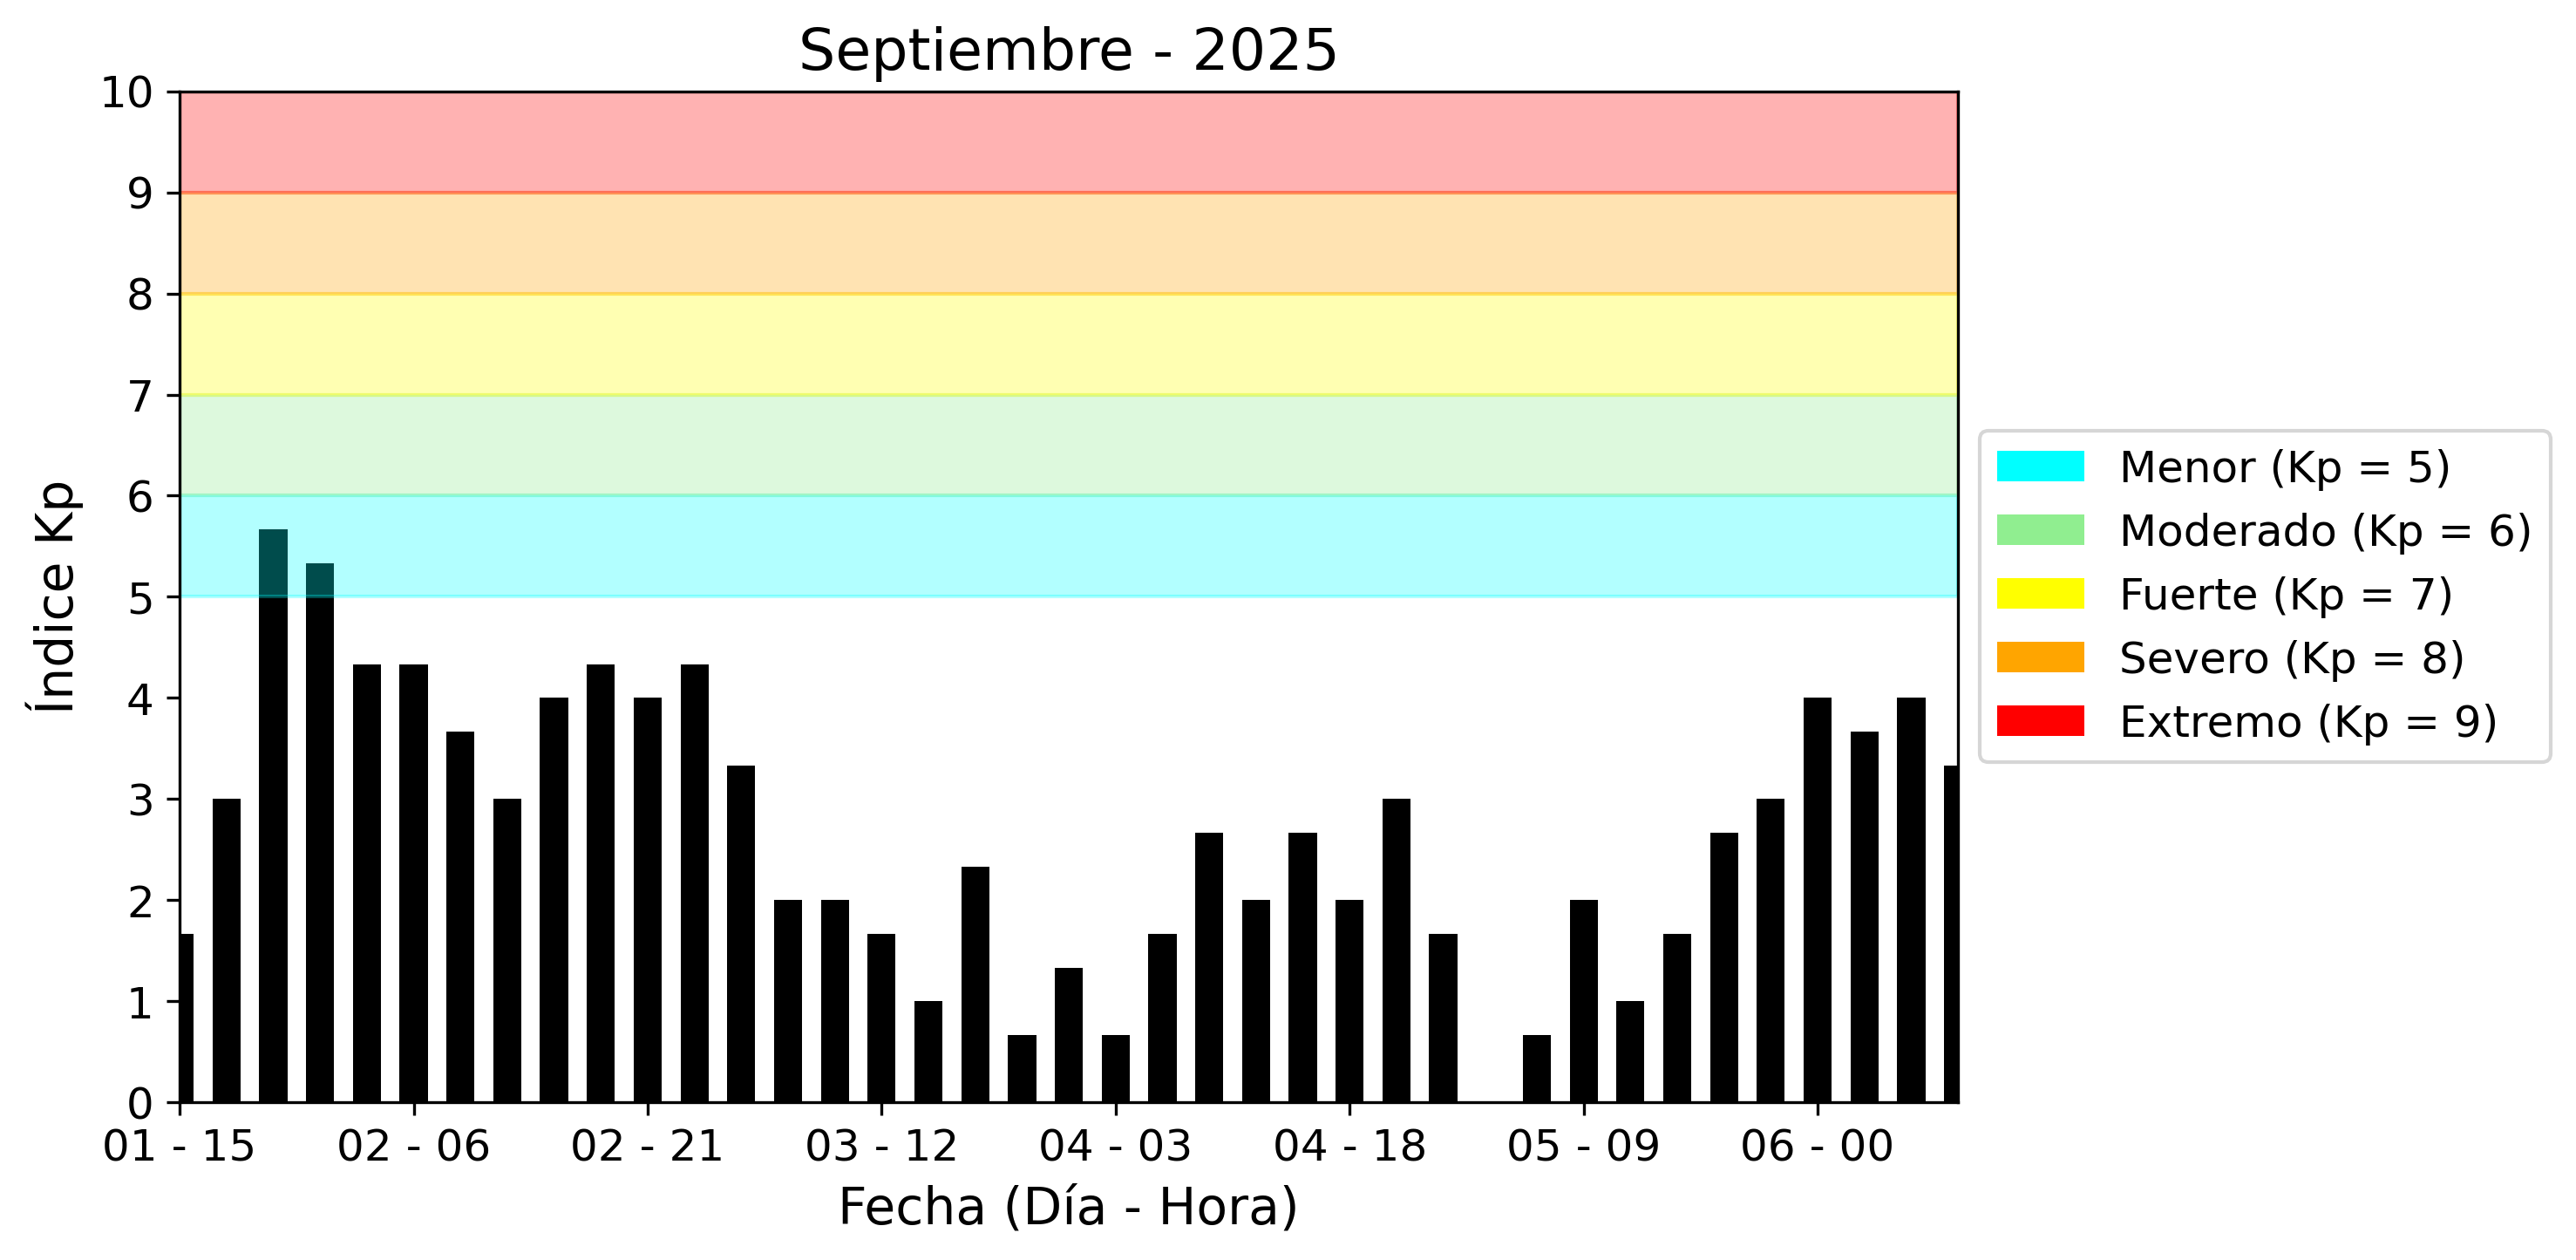 Septiembre - 2025
10
9
8
7
6
5
4
3
2
1
0
Índice Kp
01 - 15 02 - 06 02 - 21 03 - 12 04 - 03 04 - 18 05 - 09 06 - 00
Fecha (Día - Hora)
Menor (Kp = 5)
Moderado (Kp = 6)
Fuerte (Kp = 7)
Severo (Kp = 8)
Extremo (Kp = 9)